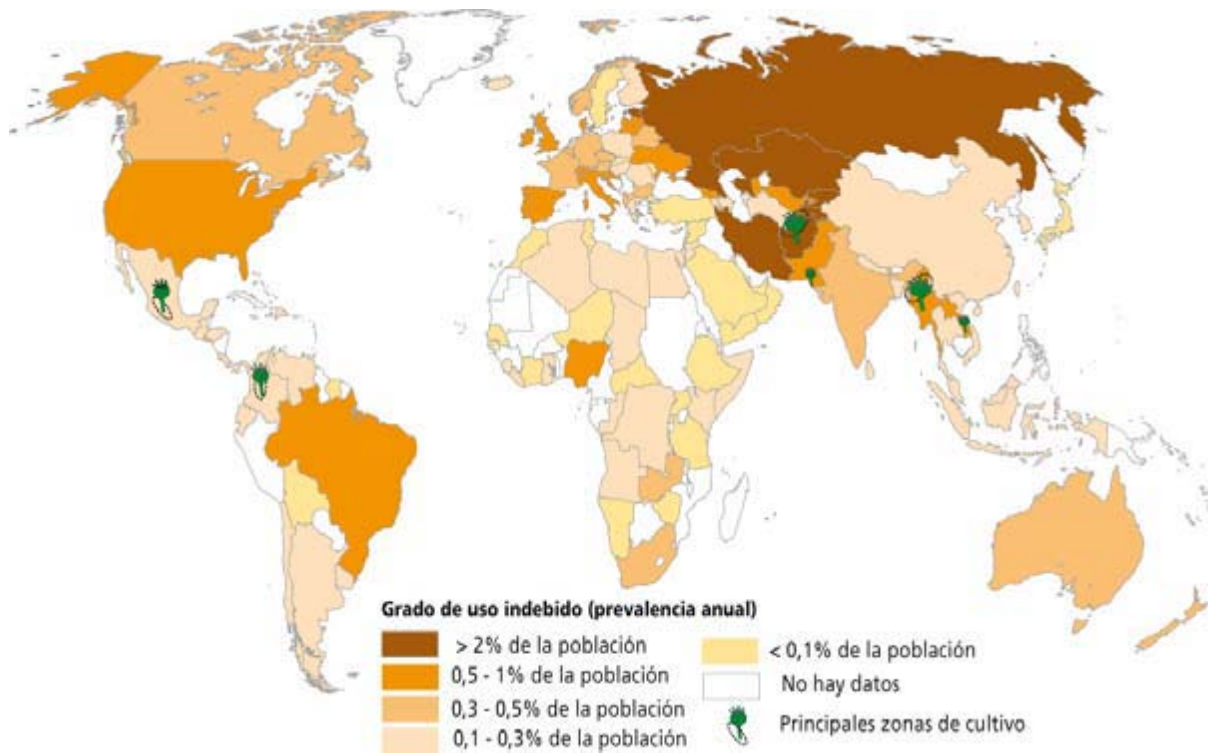 Grado de uso indebido (prevalencia anual)
> 2% de la población
0,5 - 1% de la población
0,3 - 0,5% de la población
0,1 - 0,3% de la población
< 0,1% de la población
No hay datos
Principales zonas de cultivo